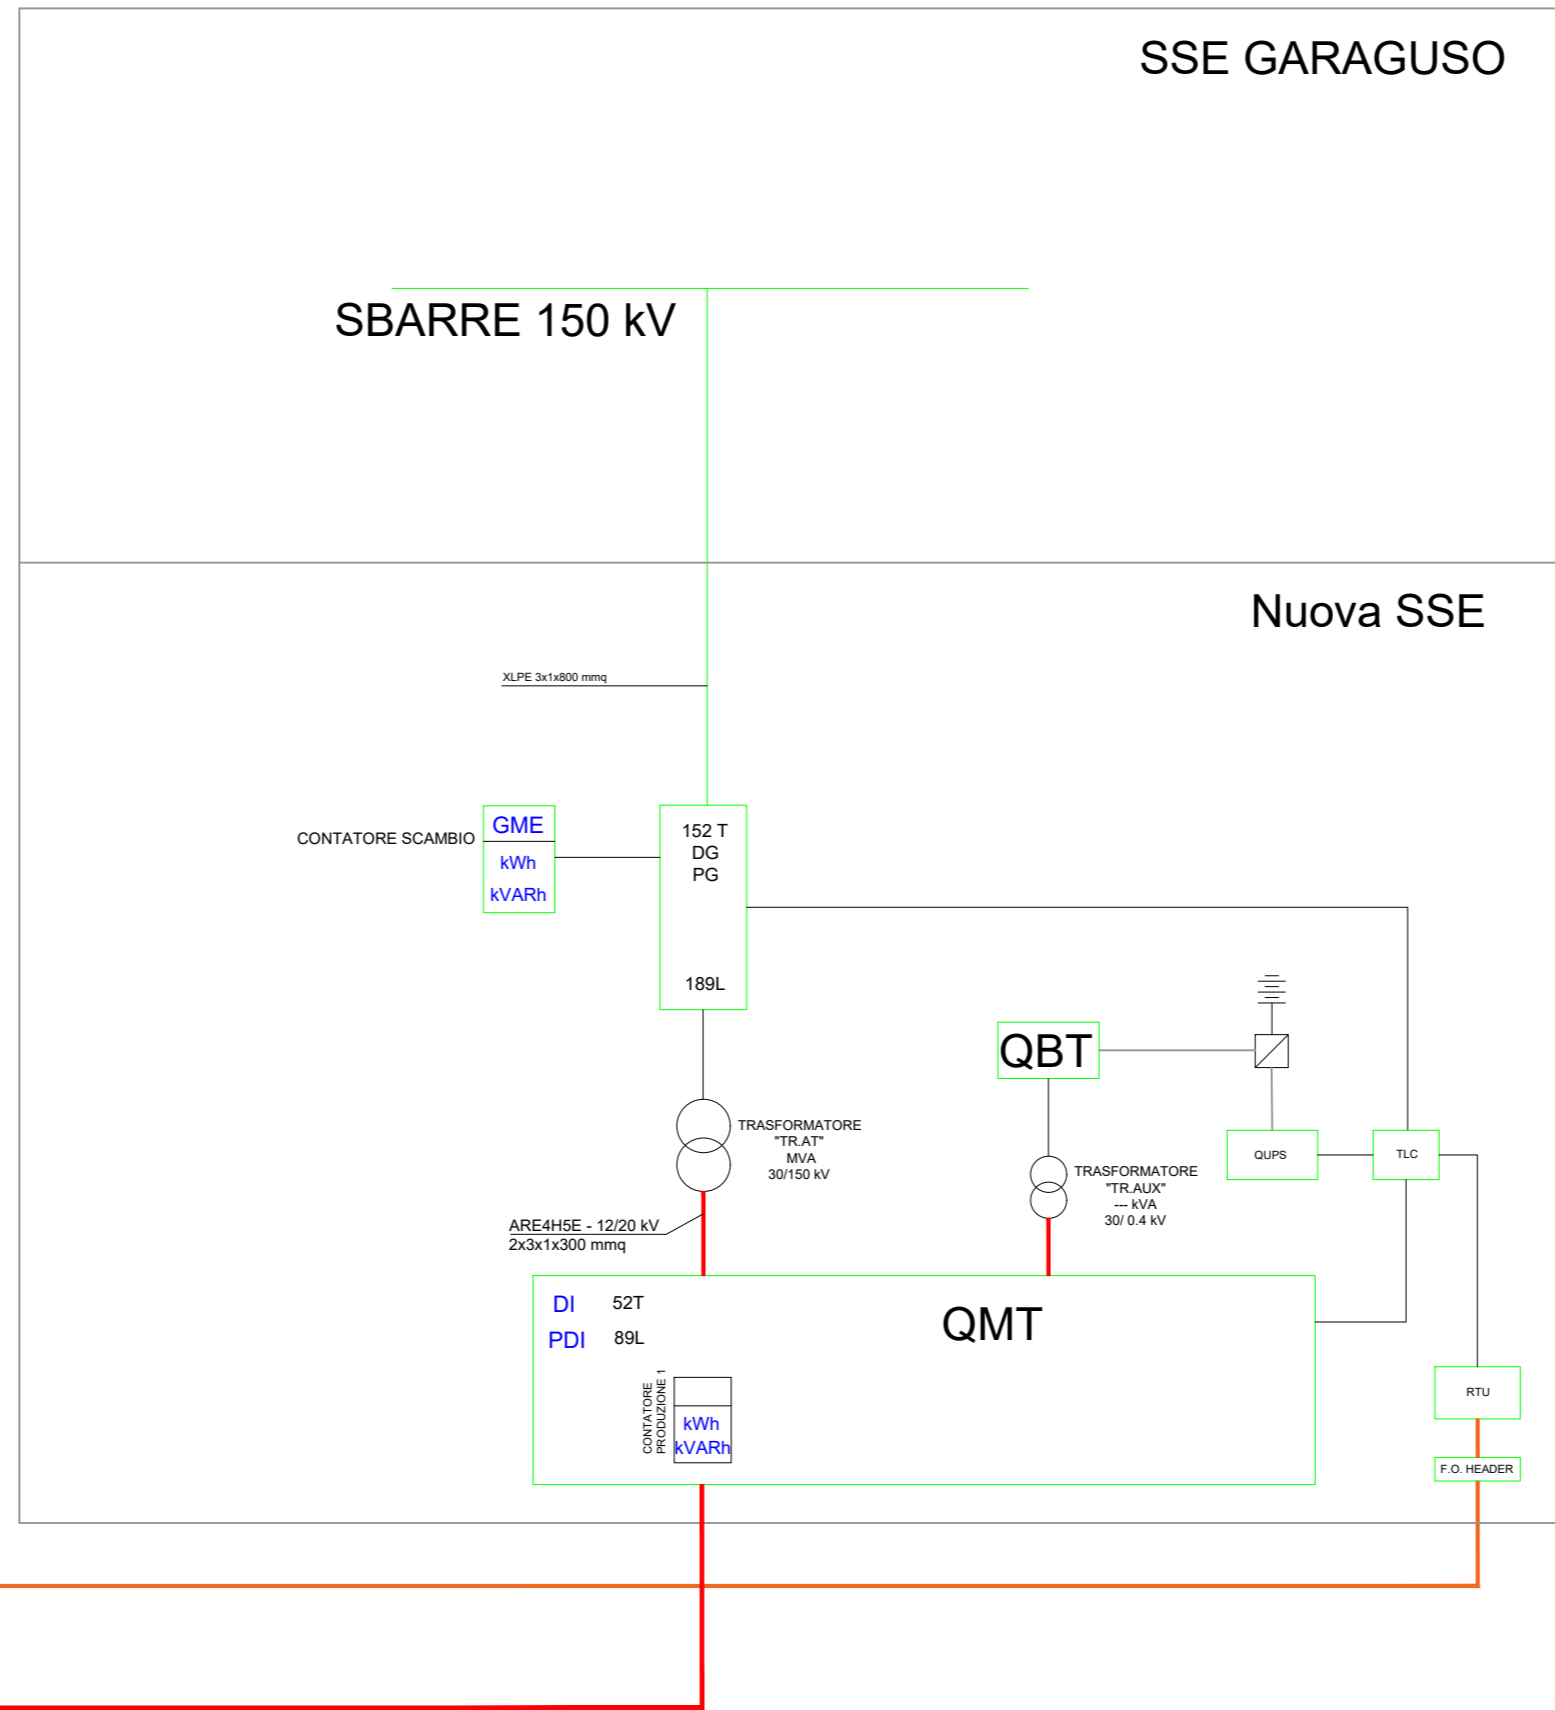 SSE GARAGUSO
SBARRE 150 kV
Nuova SSE
XLPE 3x1x800 mmq
CONTATORE SCAMBIO
GME
kWh
kVARh
152 T
DG
PG
189L
QBT
TRASFORMATORE
"TR.AT"
MVA
30/150 kV
QUPS
TLC
TRASFORMATORE
"TR.AUX"
--- kVA
30/ 0.4 kV
ARE4H5E - 12/20 kV
2x3x1x300 mmq
DI
52T
PDI
89L
QMT
CONTATORE
PRODUZIONE 1
kWh
kVARh
RTU
F.O. HEADER